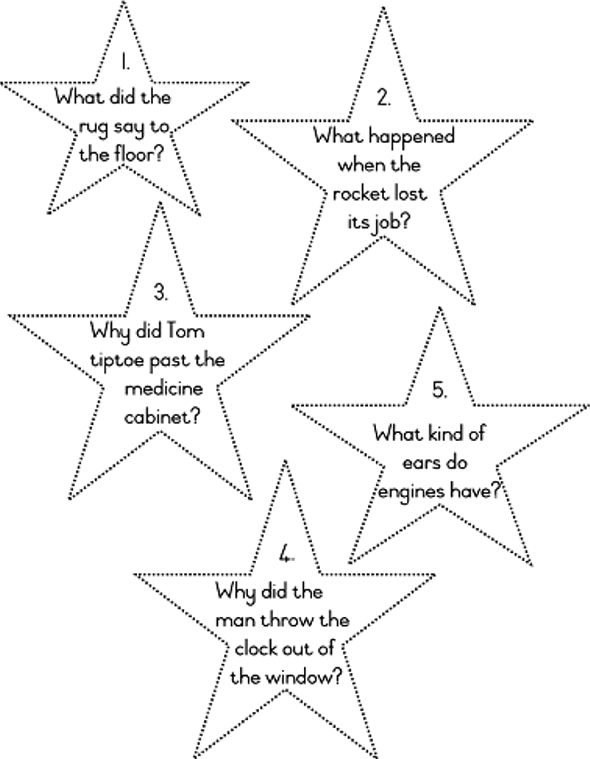 1.
What did the
rug say to
the floor?
2.
What happened
when the
rocket lost
its job?
3.
Why did Tom
tiptoe past the
medicine
cabinet?
5.
What kind of
ears do
engines have?
4.
Why did the
man throw the
clock out of
the window?